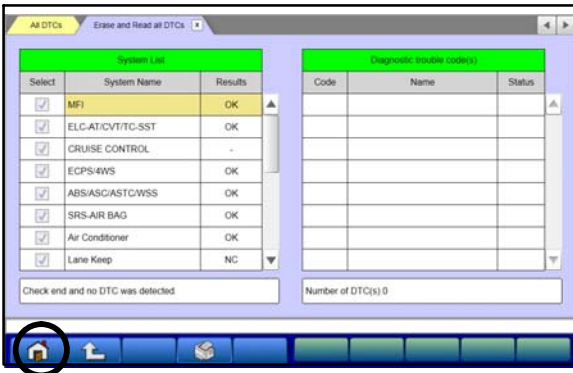 All DTCs
Erase and Read all DTCs x
System List
Select System Name Results
MFI OK
ELC-AT/CVT/TC-SST OK
CRUISE CONTROL -
ECPS/4WS OK
ABS/ASC/ASTC/WSS OK
SRS-AIR BAG OK
Air Conditioner OK
Lane Keep NC
Check end and no DTC was detected
Diagnostic trouble code(s)
Code Name Status
Number of DTC(s):0